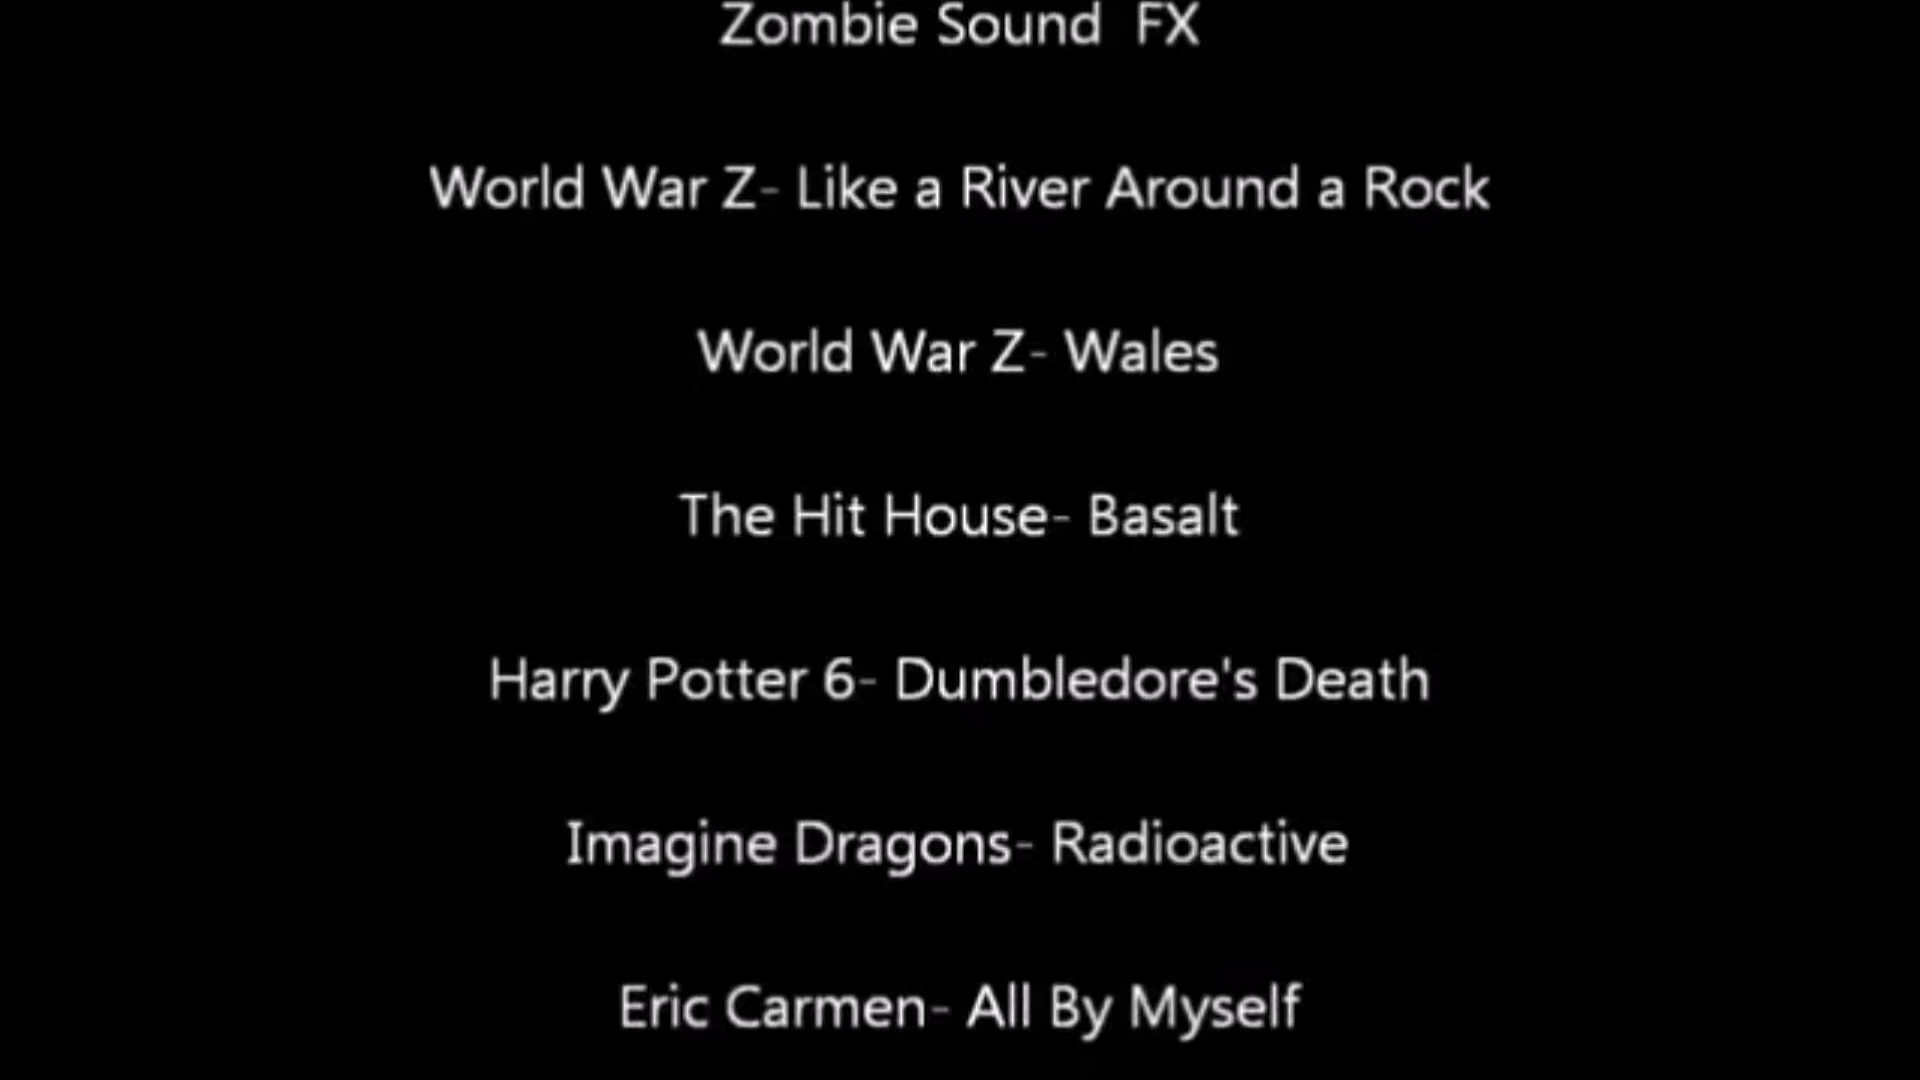 Zombie Sound  FX
World War Z- Like a River Around a Rock
World War Z- Wales
The Hit House- Basalt
Harry Potter 6- Dumbledore's Death
Imagine Dragons- Radioactive
Eric Carmen- All By Myself